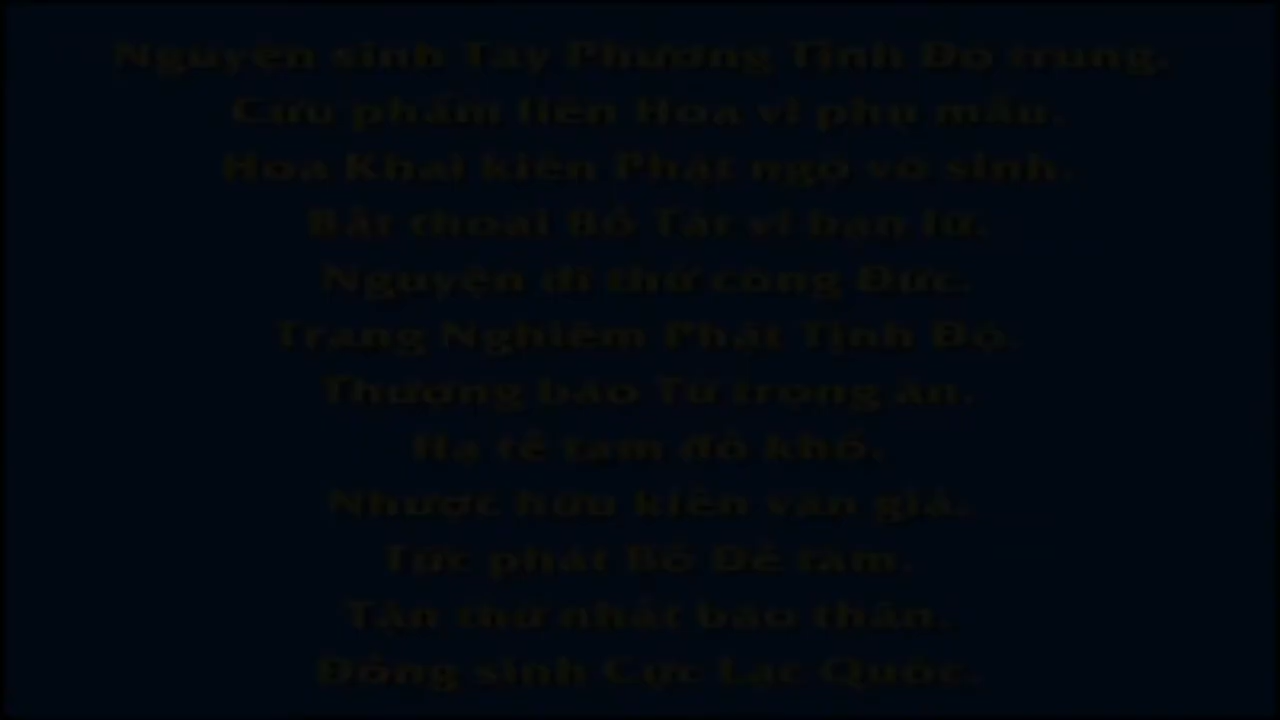 Nguyện sinh Tây Phương Tịnh Độ trung.
Cửu phẩm liên Hoa vi phụ mẫu.
Hoa Khai kiến Phật ngộ vô sinh.
Bất thoái Bồ Tát vi bạn lữ.
Nguyện dĩ thử công Đức.
Trang Nghiêm Phật Tịnh Độ.
Thượng báo Tứ trọng ân.
Hạ tế tam đồ khổ.
Nhược hữu kiến văn giả.
Tức phát Bồ Đề tâm.
Tận thử nhất báo thân.
Đồng sinh Cực Lạc Quốc.